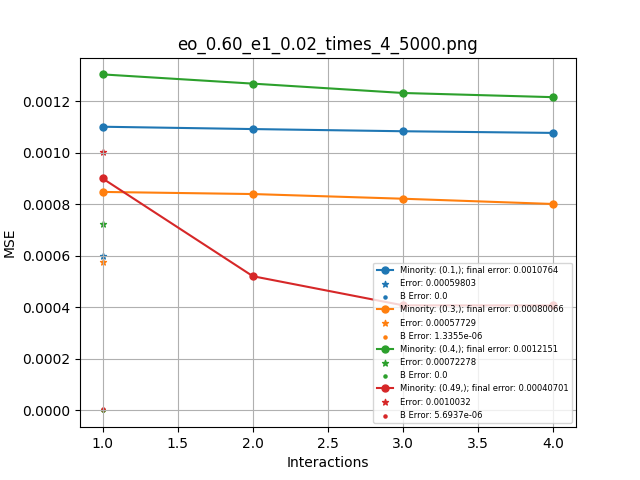 eo_0.60_e1_0.02_times_4_5000.png
MSE
0.0012
0.0010
0.0008
0.0006
0.0004
0.0002
0.0000
Minority: (0.1,); final error: 0.0010764
Error: 0.00059803
B Error: 0.0
Minority: (0.3,); final error: 0.00080066
Error: 0.00057729
B Error: 1.3355e-06
Minority: (0.4,); final error: 0.0012151
Error: 0.00072278
B Error: 0.0
Minority: (0.49,); final error: 0.00040701
Error: 0.0010032
B Error: 5.6937e-06
1.0 1.5 2.0 2.5 3.0 3.5 4.0
Interactions